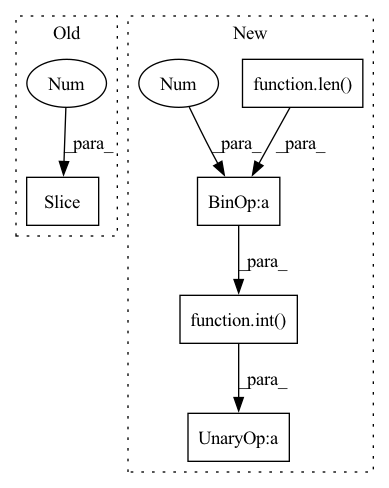 Old
New
Num
Num
function.len()
_para_
_para_
_para_
Slice
BinOp:a
_para_
function.int()
_para_
UnaryOp:a